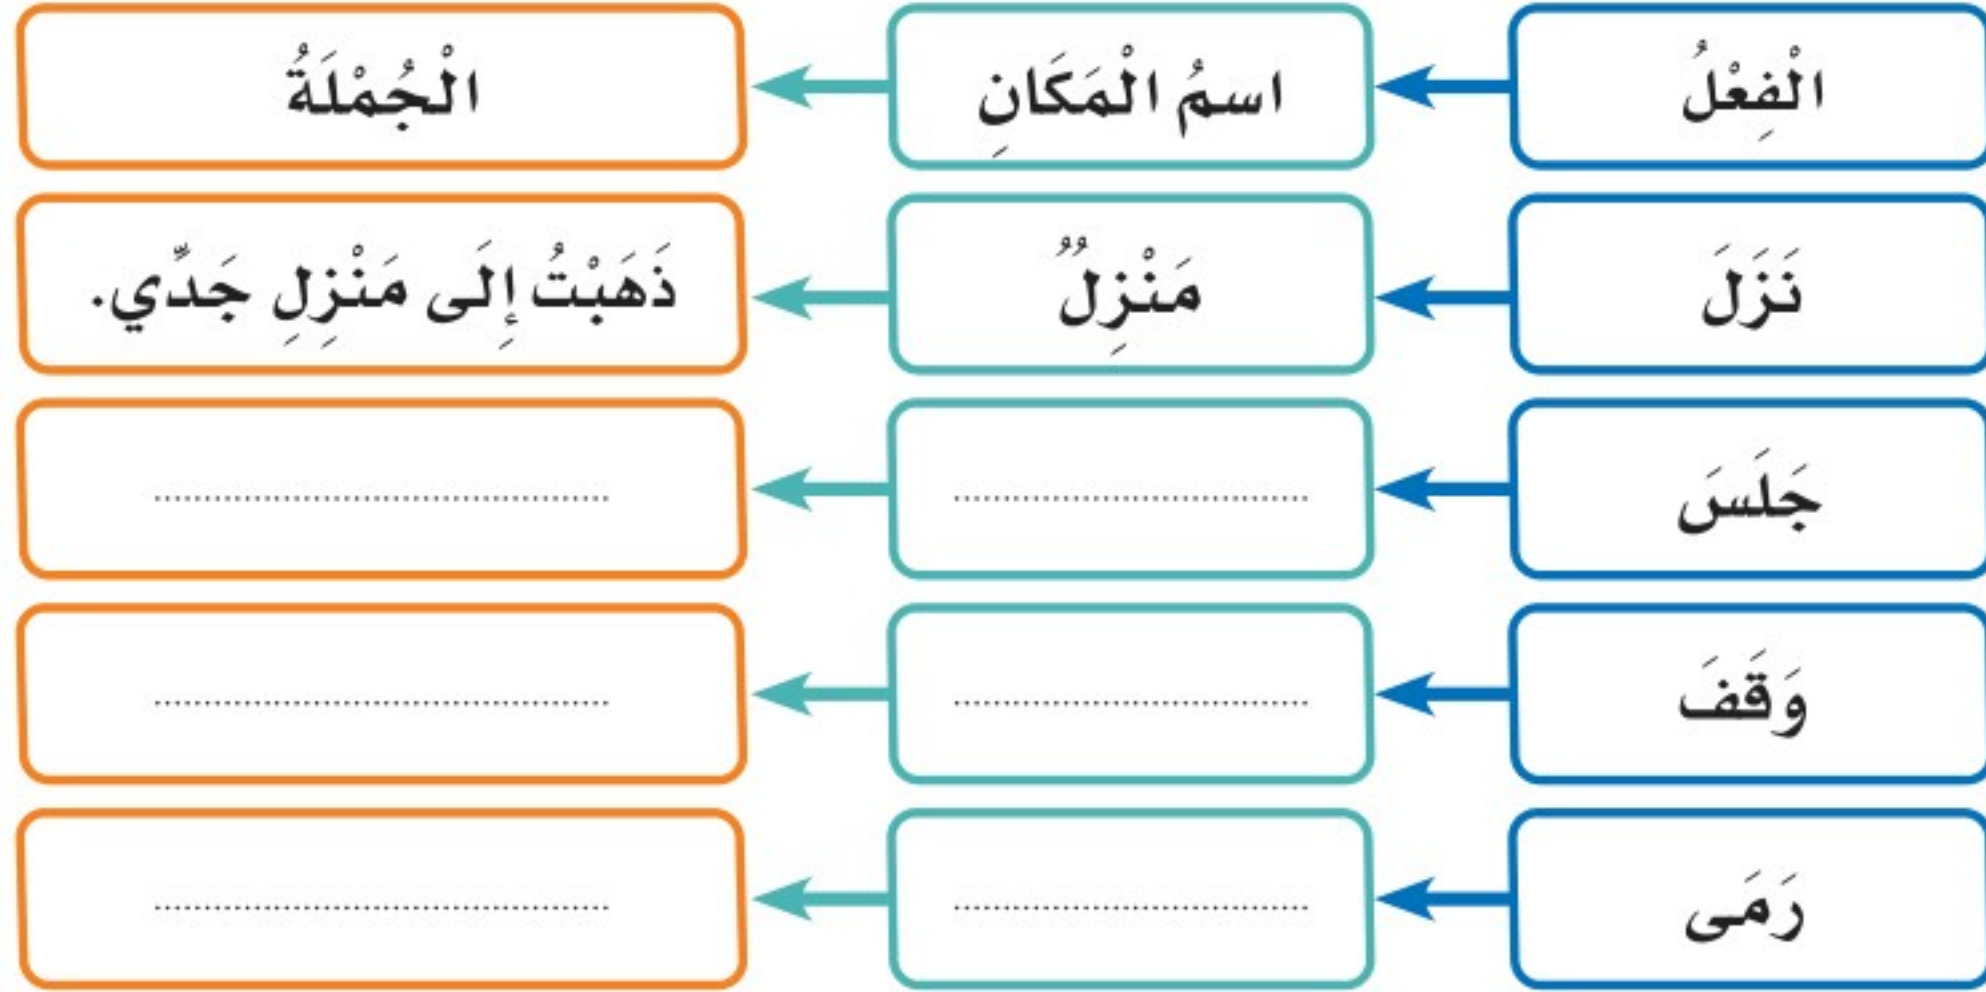 الْفِعْلُ اسمُ الْمَكَانِ الْجُمْلَةُ
نَزَلَ مَنْزِلٌ ذَهَبْتُ إِلَى مَنْزِلِ جَدِّي.
جَلَسَ ........................................ ........................................
وَقَفَ ........................................ ........................................
رَمَى ........................................ ........................................